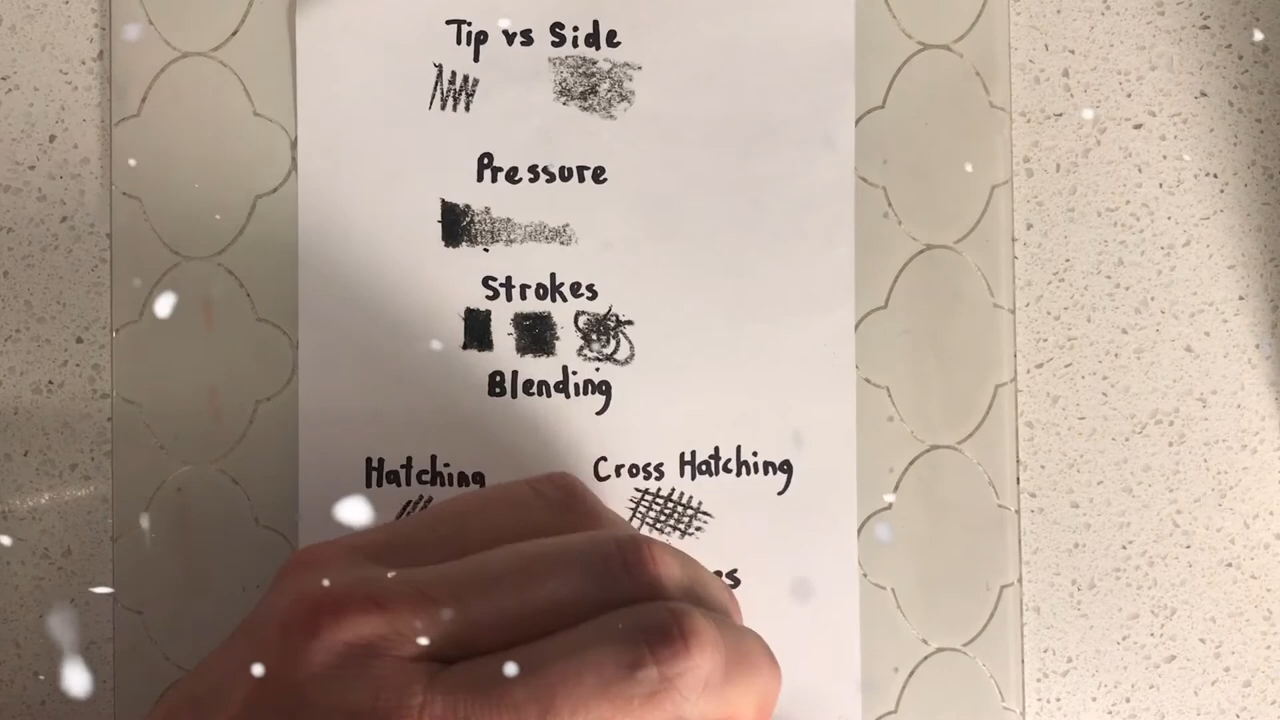 Tip vs Side
Pressure
Strokes
Blending
Hatching
Cross Hatching